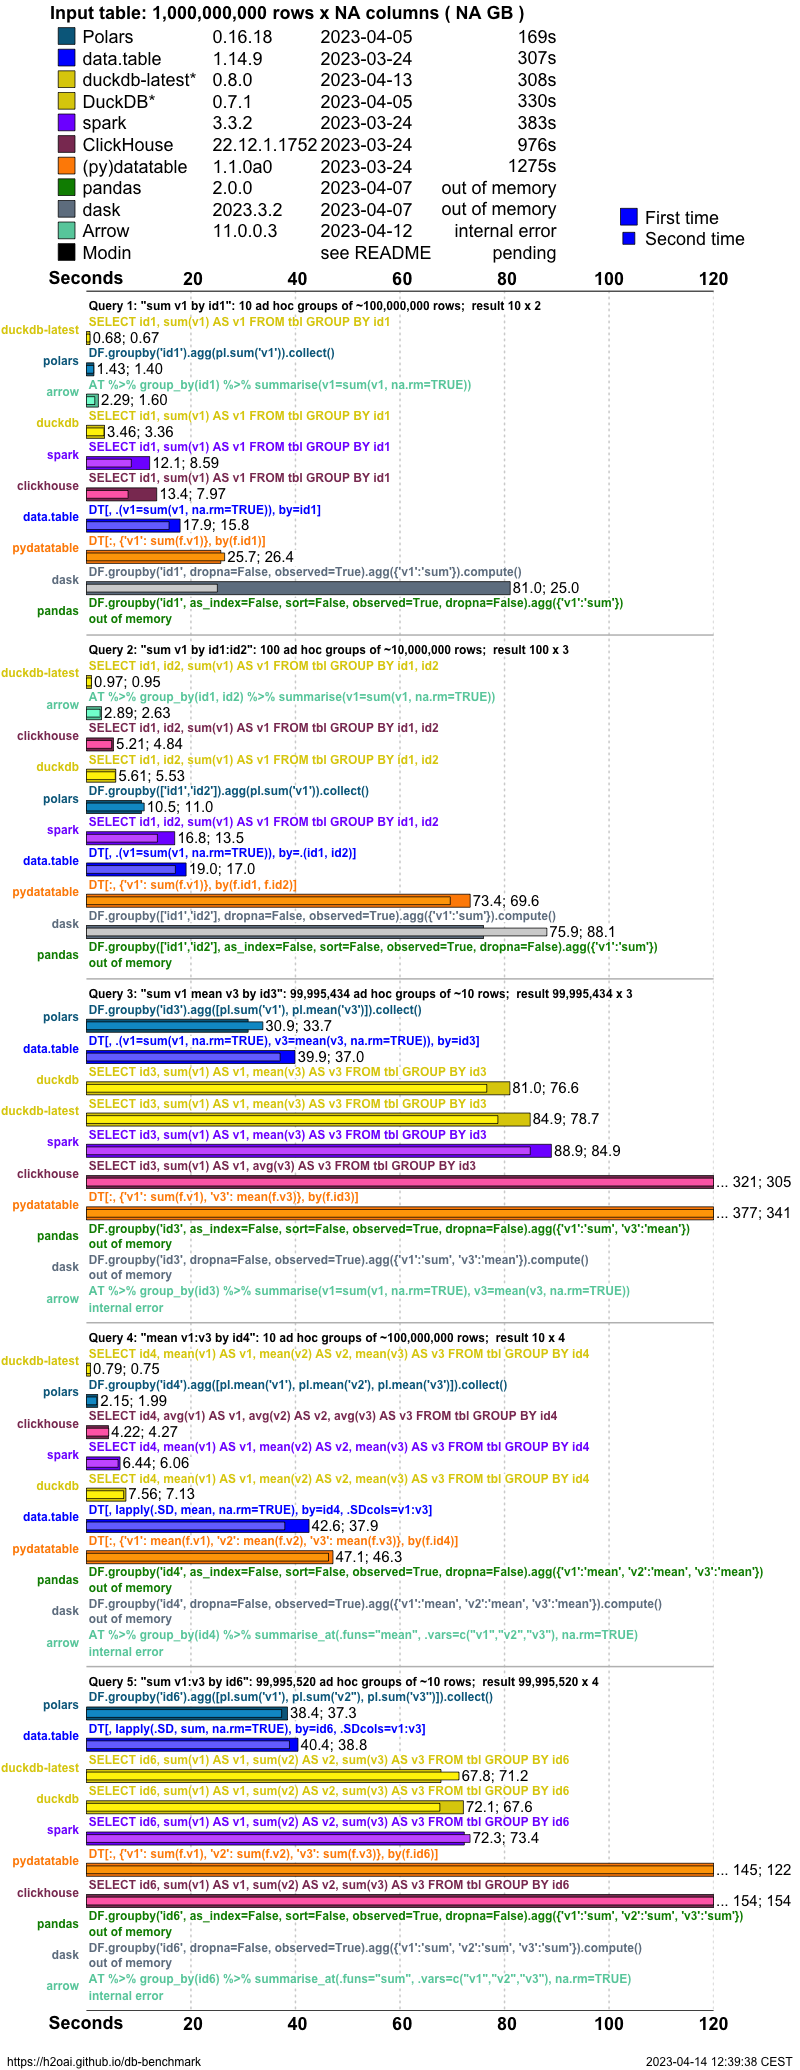 Input table: 1,000,000,000 rows x NA columns ( NA GB )
Polars 0.16.18 2023-04-05 169s
data.table 1.14.9 2023-03-24 307s
duckdb-latest* 0.8.0 2023-04-13 308s
DuckDB* 0.7.1 2023-04-05 330s
spark 3.3.2 2023-03-24 383s
ClickHouse 22.12.1.1752 2023-03-24 976s
(py)datatable 1.1.0a0 2023-03-24 1275s
pandas 2.0.0 2023-04-07 out of memory
dask 2023.3.2 2023-04-07 out of memory
Arrow 11.0.0.3 2023-04-12 internal error
Modin see README pending
First time
Second time
Seconds 20 40 60 80 100 120
Query 1: "sum v1 by id1": 10 ad hoc groups of ~100,000,000 rows; result 10 x 2
SELECT id1, sum(v1) AS v1 FROM tbl GROUP BY id1
duckdb-latest 0.68; 0.67
DF.groupby('id1').agg(pl.sum('v1')).collect()
polars 1.43; 1.40
AT %>% group_by(id1) %>% summarise(v1=sum(v1, na.rm=TRUE))
arrow 2.29; 1.60
SELECT id1, sum(v1) AS v1 FROM tbl GROUP BY id1
duckdb 3.46; 3.36
SELECT id1, sum(v1) AS v1 FROM tbl GROUP BY id1
spark 12.1; 8.59
SELECT id1, sum(v1) AS v1 FROM tbl GROUP BY id1
clickhouse 13.4; 7.97
DT[, .(v1=sum(v1, na.rm=TRUE)), by=id1]
data.table 17.9; 15.8
DT[:, {'v1': sum(f.v1)}, by(f.id1)]
pydatatable 25.7; 26.4
DF.groupby('id1', dropna=False, observed=True).agg({'v1':'sum'}).compute()
dask 81.0; 25.0
DF.groupby('id1', as_index=False, sort=False, observed=True, dropna=False).agg({'v1':'sum'})
pandas out of memory
Query 2: "sum v1 by id1:id2": 100 ad hoc groups of ~10,000,000 rows; result 100 x 3
SELECT id1, id2, sum(v1) AS v1 FROM tbl GROUP BY id1, id2
duckdb-latest 0.97; 0.95
AT %>% group_by(id1, id2) %>% summarise(v1=sum(v1, na.rm=TRUE))
arrow 2.89; 2.63
SELECT id1, id2, sum(v1) AS v1 FROM tbl GROUP BY id1, id2
clickhouse 5.21; 4.84
SELECT id1, id2, sum(v1) AS v1 FROM tbl GROUP BY id1, id2
duckdb 5.61; 5.53
DF.groupby(['id1','id2']).agg(pl.sum('v1')).collect()
polars 10.5; 11.0
SELECT id1, id2, sum(v1) AS v1 FROM tbl GROUP BY id1, id2
spark 16.8; 13.5
DT[, .(v1=sum(v1, na.rm=TRUE)), by=.(id1, id2)]
data.table 19.0; 17.0
DT[:, {'v1': sum(f.v1)}, by(f.id1, f.id2)]
pydatatable 73.4; 69.6
DF.groupby(['id1','id2'], dropna=False, observed=True).agg({'v1':'sum'}).compute()
dask 75.9; 88.1
DF.groupby(['id1','id2'], as_index=False, sort=False, observed=True, dropna=False).agg({'v1':'sum'})
pandas out of memory
Query 3: "sum v1 mean v3 by id3": 99,995,434 ad hoc groups of ~10 rows; result 99,995,434 x 3
DF.groupby('id3').agg([pl.sum('v1'), pl.mean('v3')]).collect()
polars 30.9; 33.7
DT[, .(v1=sum(v1, na.rm=TRUE), v3=mean(v3, na.rm=TRUE)), by=id3]
data.table 39.9; 37.0
SELECT id3, sum(v1) AS v1, mean(v3) AS v3 FROM tbl GROUP BY id3
duckdb 81.0; 76.6
SELECT id3, sum(v1) AS v1, mean(v3) AS v3 FROM tbl GROUP BY id3
duckdb-latest 84.9; 78.7
SELECT id3, sum(v1) AS v1, mean(v3) AS v3 FROM tbl GROUP BY id3
spark 88.9; 84.9
SELECT id3, sum(v1) AS v1, avg(v3) AS v3 FROM tbl GROUP BY id3
clickhouse ... 321; 305
DT[:, {'v1': sum(f.v1), 'v3': mean(f.v3)}, by(f.id3)]
pydatatable ... 377; 341
DF.groupby('id3', as_index=False, sort=False, observed=True, dropna=False).agg({'v1':'sum', 'v3':'mean'})
pandas out of memory
DF.groupby('id3', dropna=False, observed=True).agg({'v1':'sum', 'v3':'mean'}).compute()
dask out of memory
AT %>% group_by(id3) %>% summarise(v1=sum(v1, na.rm=TRUE), v3=mean(v3, na.rm=TRUE))
arrow internal error
Query 4: "mean v1:v3 by id4": 10 ad hoc groups of ~100,000,000 rows; result 10 x 4
SELECT id4, mean(v1) AS v1, mean(v2) AS v2, mean(v3) AS v3 FROM tbl GROUP BY id4
duckdb-latest 0.79; 0.75
DF.groupby('id4').agg([pl.mean('v1'), pl.mean('v2'), pl.mean('v3')]).collect()
polars 2.15; 1.99
SELECT id4, avg(v1) AS v1, avg(v2) AS v2, avg(v3) AS v3 FROM tbl GROUP BY id4
clickhouse 4.22; 4.27
SELECT id4, mean(v1) AS v1, mean(v2) AS v2, mean(v3) AS v3 FROM tbl GROUP BY id4
spark 6.44; 6.06
SELECT id4, mean(v1) AS v1, mean(v2) AS v2, mean(v3) AS v3 FROM tbl GROUP BY id4
duckdb 7.56; 7.13
DT[, lapply(.SD, mean, na.rm=TRUE), by=id4, .SDcols=v1:v3]
data.table 42.6; 37.9
DT[:, {'v1': mean(f.v1), 'v2': mean(f.v2), 'v3': mean(f.v3)}, by(f.id4)]
pydatatable 47.1; 46.3
DF.groupby('id4', as_index=False, sort=False, observed=True, dropna=False).agg({'v1':'mean', 'v2':'mean', 'v3':'mean'})
pandas out of memory
DF.groupby('id4', dropna=False, observed=True).agg({'v1':'mean', 'v2':'mean', 'v3':'mean'}).compute()
dask out of memory
AT %>% group_by(id4) %>% summarise_at(.funs="mean", .vars=c("v1","v2","v3"), na.rm=TRUE)
arrow internal error
Query 5: "sum v1:v3 by id6": 99,995,520 ad hoc groups of ~10 rows; result 99,995,520 x 4
DF.groupby('id6').agg([pl.sum('v1'), pl.sum('v2"), pl.sum('v3'")]).collect()
polars 38.4; 37.3
DT[, lapply(.SD, sum, na.rm=TRUE), by=id6, .SDcols=v1:v3]
data.table 40.4; 38.8
SELECT id6, sum(v1) AS v1, sum(v2) AS v2, sum(v3) AS v3 FROM tbl GROUP BY id6
duckdb-latest 67.8; 71.2
SELECT id6, sum(v1) AS v1, sum(v2) AS v2, sum(v3) AS v3 FROM tbl GROUP BY id6
duckdb 72.1; 67.6
SELECT id6, sum(v1) AS v1, sum(v2) AS v2, sum(v3) AS v3 FROM tbl GROUP BY id6
spark 72.3; 73.4
DT[:, {'v1': sum(f.v1), 'v2': sum(f.v2), 'v3': sum(f.v3)}, by(f.id6)]
pydatatable ... 145; 122
SELECT id6, sum(v1) AS v1, sum(v2) AS v2, sum(v3) AS v3 FROM tbl GROUP BY id6
clickhouse ... 154; 154
DF.groupby('id6', as_index=False, sort=False, observed=True, dropna=False).agg({'v1':'sum', 'v2':'sum', 'v3':'sum'})
pandas out of memory
DF.groupby('id6', dropna=False, observed=True).agg({'v1':'sum', 'v2':'sum', 'v3':'sum'}).compute()
dask out of memory
AT %>% group_by(id6) %>% summarise_at(.funs="sum", .vars=c("v1","v2","v3"), na.rm=TRUE)
arrow internal error
Seconds 20 40 60 80 100 120
https://h2oai.github.io/db-benchmark 2023-04-14 12:39:38 CEST